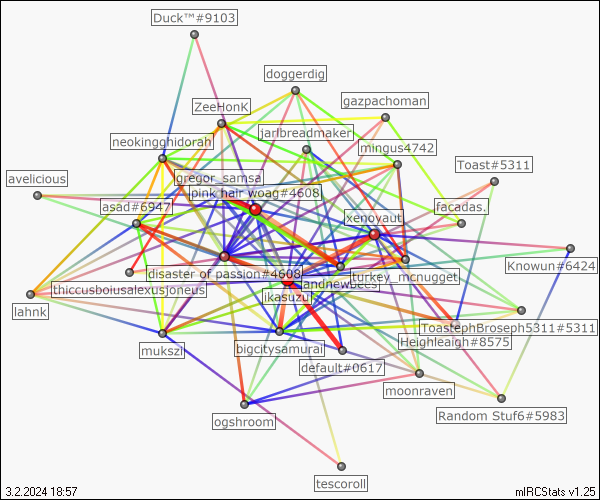 Duck™#9103
doggerdig
ZeeHonK
gazpachoman
jarlbreadmaker
neokingghidorah
mingus4742
Toast#5311
avelicious
gregor_samsa
pink hair woag#4608
asad#6947
xenoyaut
facadas.
Knowun#6424
disaster of passion#4608
turkey_mcnugget
andnewbees
thiccusboiusalexusjoneus
likasuzul
lahnk
ToastephBroseph5311#5311
Heighleaigh#8575
mukszi
bigcitysamurai
default#0617
moonraven
ogshroom
Random Stuf6#5983
tescoroll
3.2.2024 18:57
mIRCStats v1.25